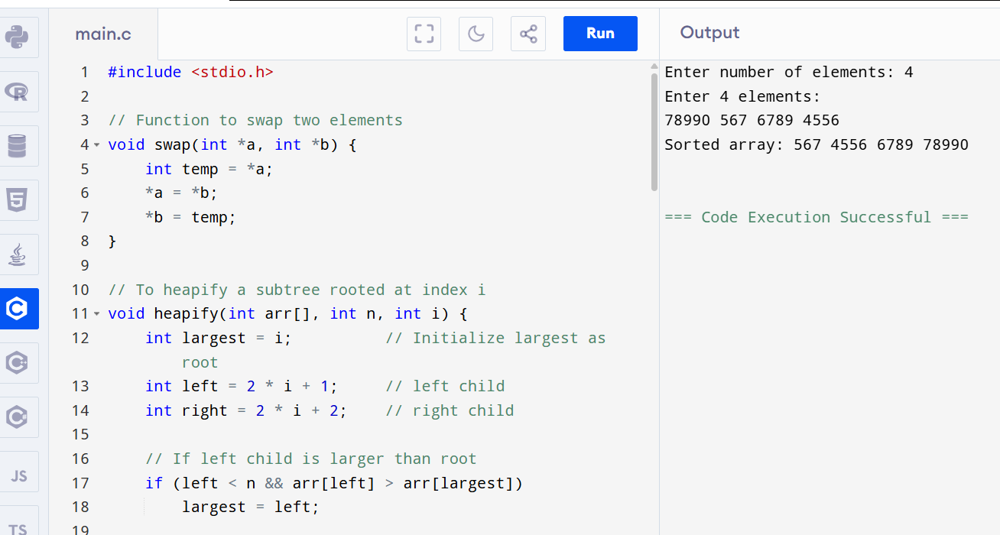 main.c
Run
Output
1 #include <stdio.h>
2
3 // Function to swap two elements
4 void swap(int *a, int *b) {
5     int temp = *a;
6     *a = *b;
7     *b = temp;
8 }
9
10 // To heapify a subtree rooted at index i
11 void heapify(int arr[], int n, int i) {
12     int largest = i;          // Initialize largest as
root
13     int left = 2 * i + 1;     // left child
14     int right = 2 * i + 2;    // right child
15
16     // If left child is larger than root
17     if (left < n && arr[left] > arr[largest])
18         largest = left;
19
Enter number of elements: 4
Enter 4 elements:
78990 567 6789 4556
Sorted array: 567 4556 6789 78990
=== Code Execution Successful ===
R
5
C
C++
C#
JS
TS